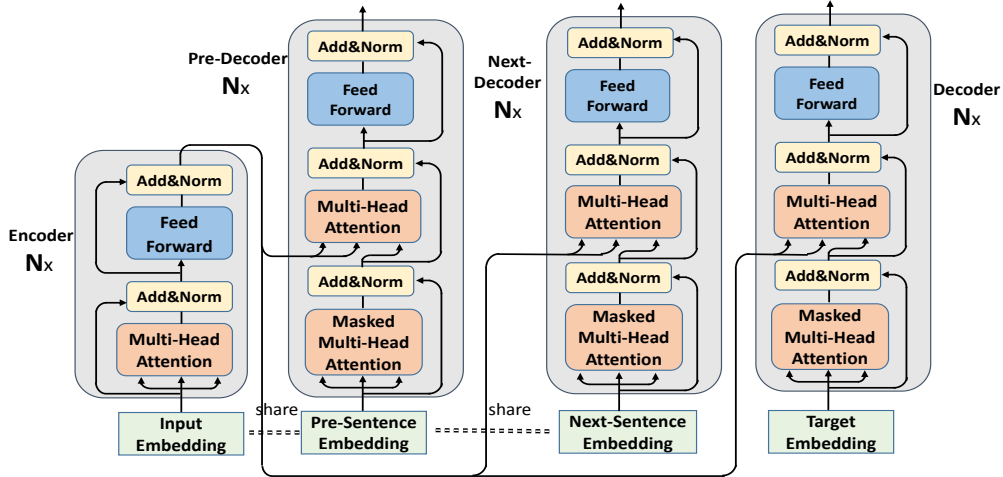 Encoder
Nx
Add&Norm
Feed
Forward
Add&Norm
Multi-Head
Attention
Input
Embedding
share
Pre-Decoder
Nx
Add&Norm
Feed
Forward
Add&Norm
Multi-Head
Attention
Add&Norm
Masked
Multi-Head
Attention
Pre-Sentence
Embedding
share
Next-
Decoder
Nx
Add&Norm
Feed
Forward
Add&Norm
Multi-Head
Attention
Add&Norm
Masked
Multi-Head
Attention
Next-Sentence
Embedding
Decoder
Nx
Add&Norm
Feed
Forward
Add&Norm
Multi-Head
Attention
Add&Norm
Masked
Multi-Head
Attention
Target
Embedding